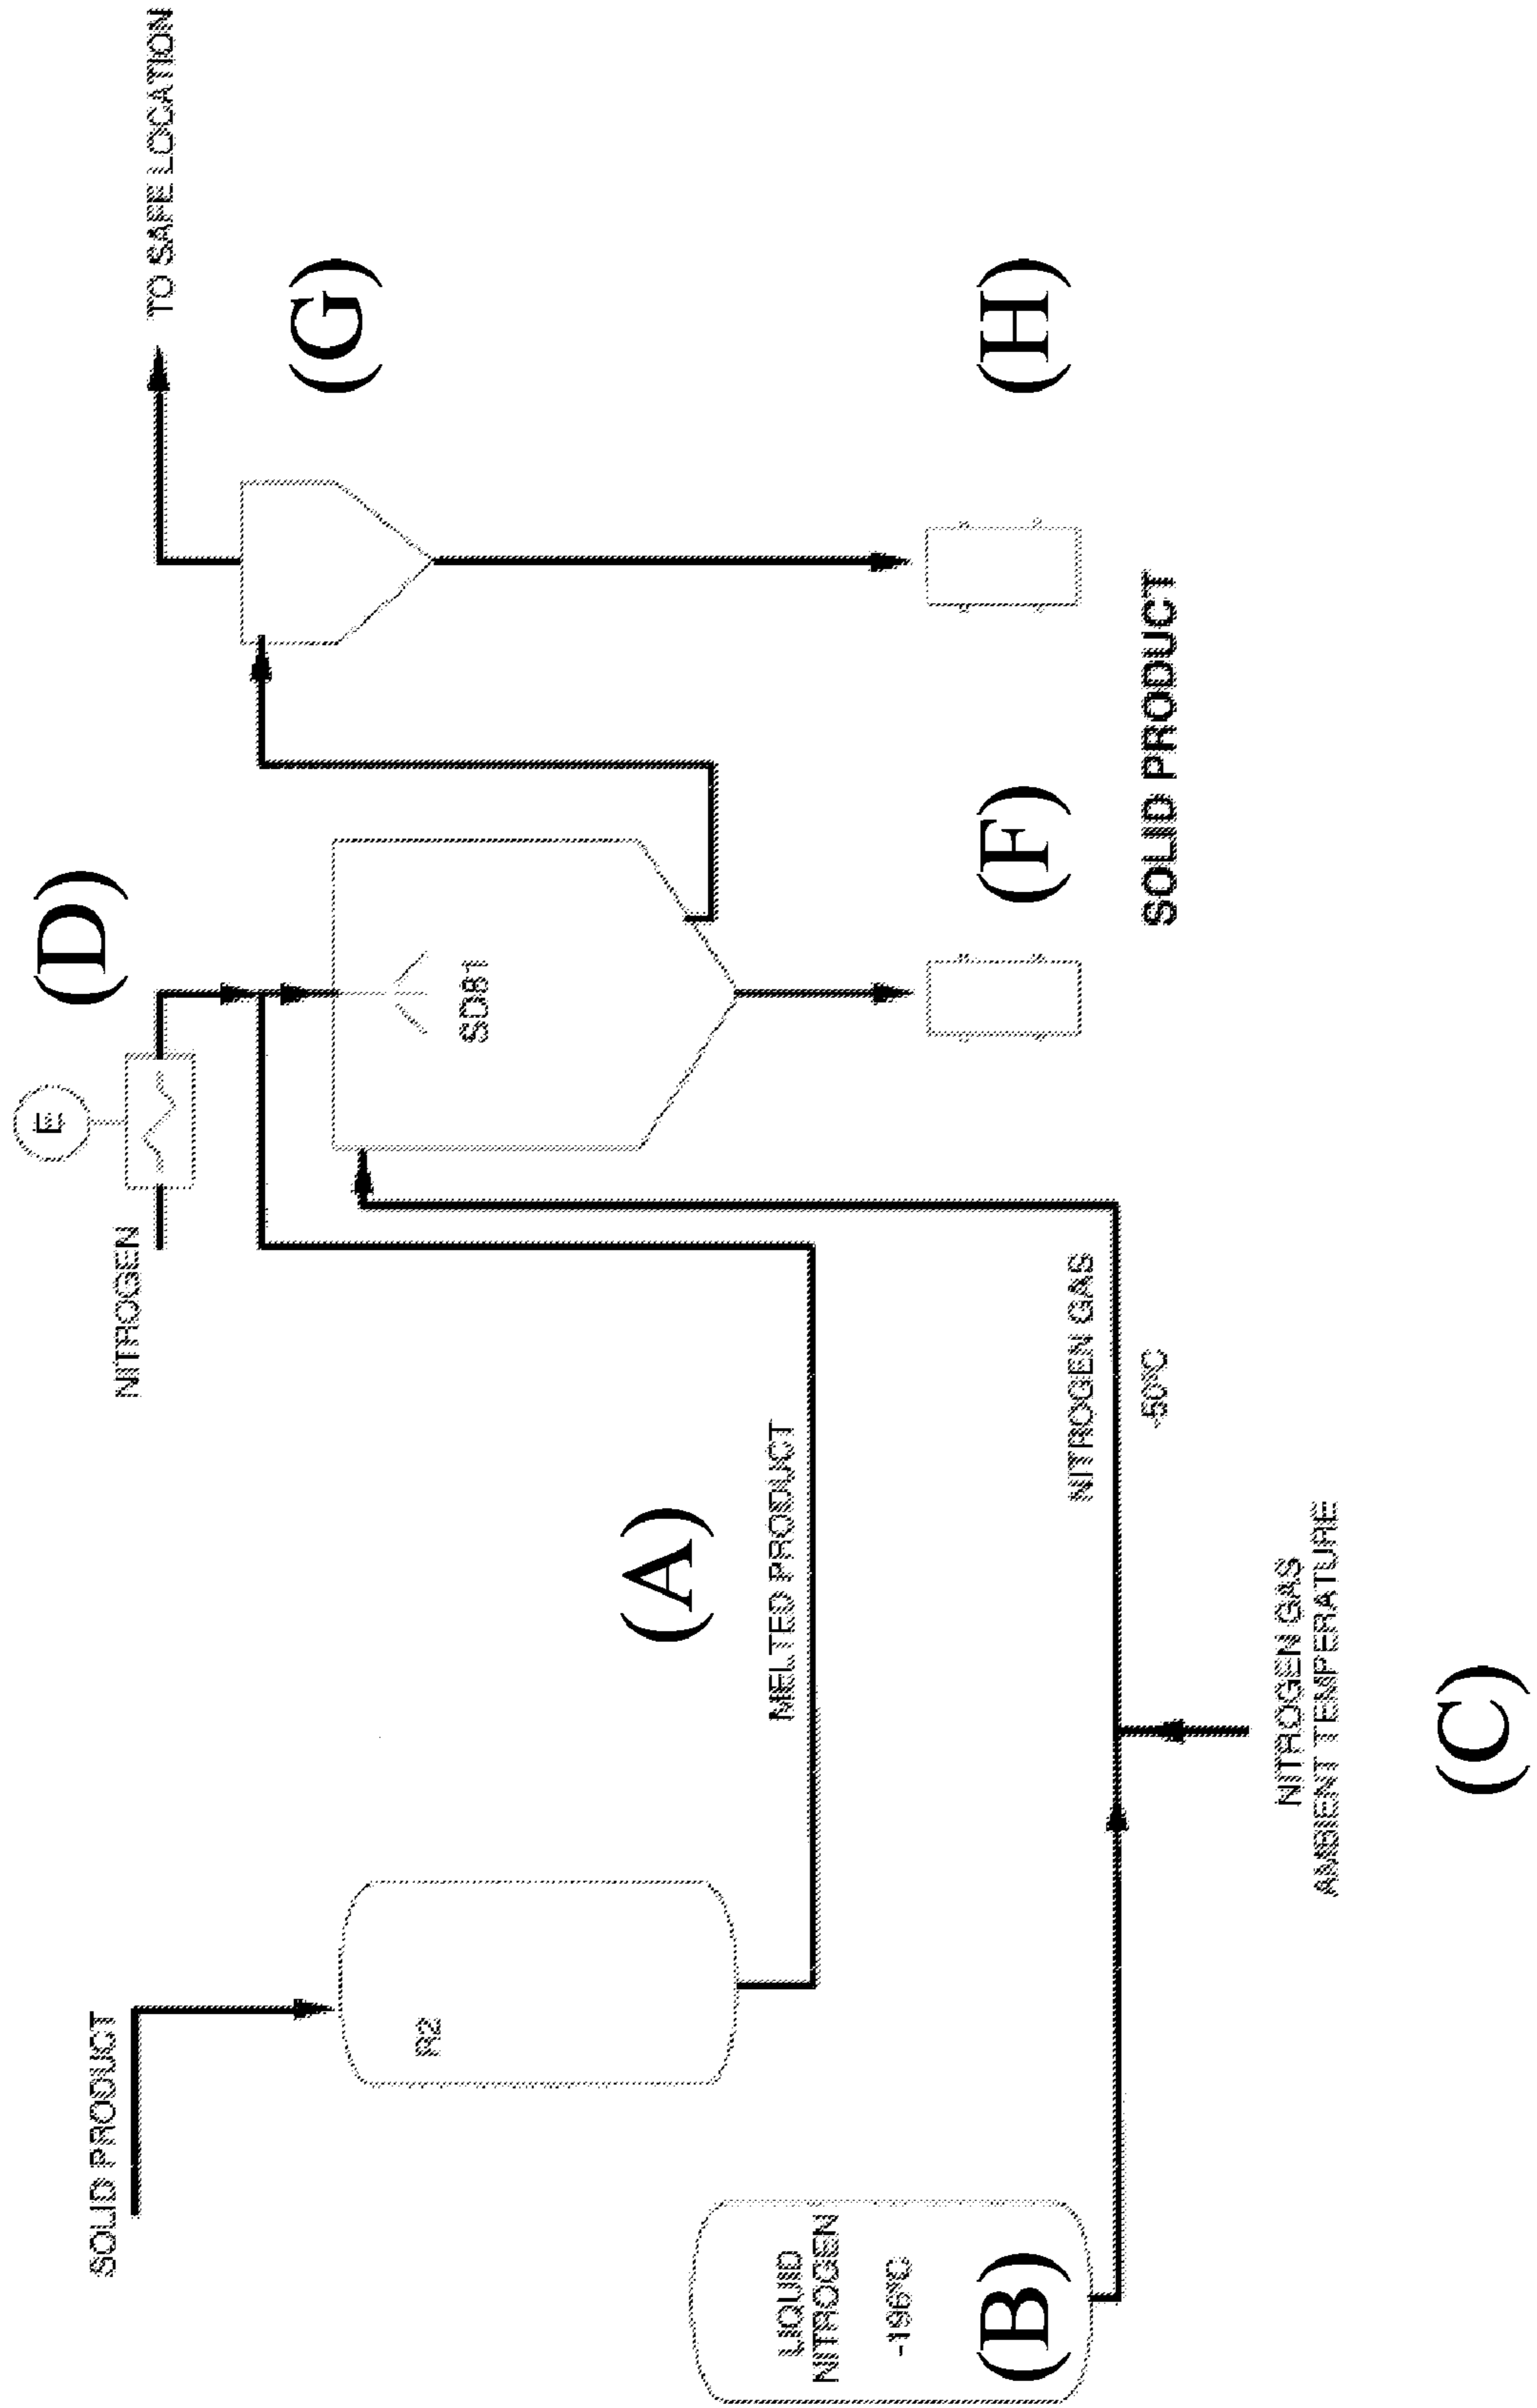 SOLID PRODUCT
R2
LIQUID
NITROGEN
-196°C
(B)
MELTED PRODUCT
(A)
NITROGEN GAS
AMBIENT TEMPERATURE
(C)
NITROGEN GAS
-50°C
NITROGEN
E
(D)
SD81
(F)
SOLID PRODUCT
TO SAFE LOCATION
(G)
(H)